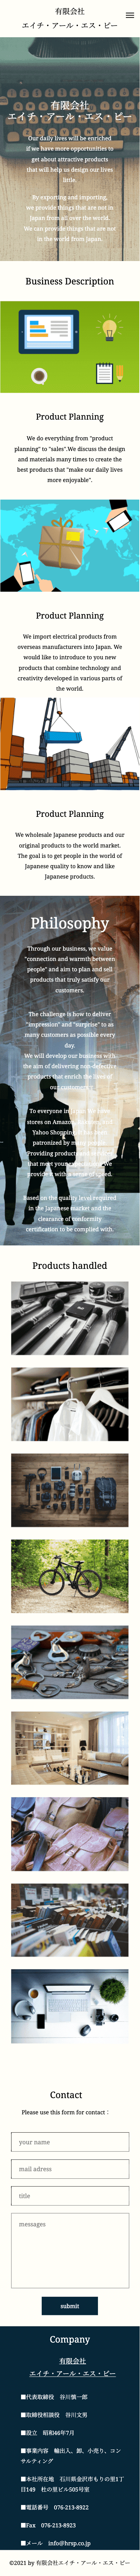 有限会社
エイチ・アール・エス・ピー
有限会社
エイチ・アール・エス・ピー
Our daily lives will be enriched
if we have more opportunities to
get about attractive products
that will help us design our lives
little.
By exporting and importing,
we provide things that are not in
Japan from all over the world.
We can provide things that are not
in the world from Japan.
Business Description
Product Planning
We do everything from "product
planning" to "sales".We discuss the design
and materials many times to create the
best products that "make our daily lives
more enjoyable".
Product Planning
We import electrical products from
overseas manufacturers into Japan. We
would like to introduce to you new
products that combine technology and
creativity developed in various parts of
the world.
Product Planning
We wholesale Japanese products and our
original products to the world market.
The goal is to get people in the world of
Japanese quality to know and like
Japanese products.
Philosophy
Through our business, we value
"connection and warmth between
people" and aim to plan and sell
products that truly satisfy our
customers.
The challenge is how to deliver
"impression" and "surprise" to as
many customers as possible every
day.
We will develop our business with
the aim of delivering non-defective
products that enrich the lives of
our customers.
To everyone in Japan, we have
stores on Amazon
Yahoo Shopping
patronized by many people.
Providing products and services
that meet your needs. We
provide it with a sense of speed.
Based on the quality level required
in the Japanese market and the
clearance of conformity
certification to be complied with.
Products handled
Contact
Please use this form for contact :
your name
mail adress
title
messages
submit
Company
有限会社
エイチ・アール・エス・ピー
■代表取締役 谷川慎一郎
■取締役相談役 谷川文男
■設立 昭和46年7月
■事業内容 輸出入、卸、小売り、コン
サルティング
■本社所在地 石川県金沢市もりの里1丁
目149 杜の里ビル505号室
■電話番号 076-213-8922
■Fax 076-213-8923
■メール info@hrsp.co.jp
©2021 by 有限会社エイチ・アール・エス・ピー